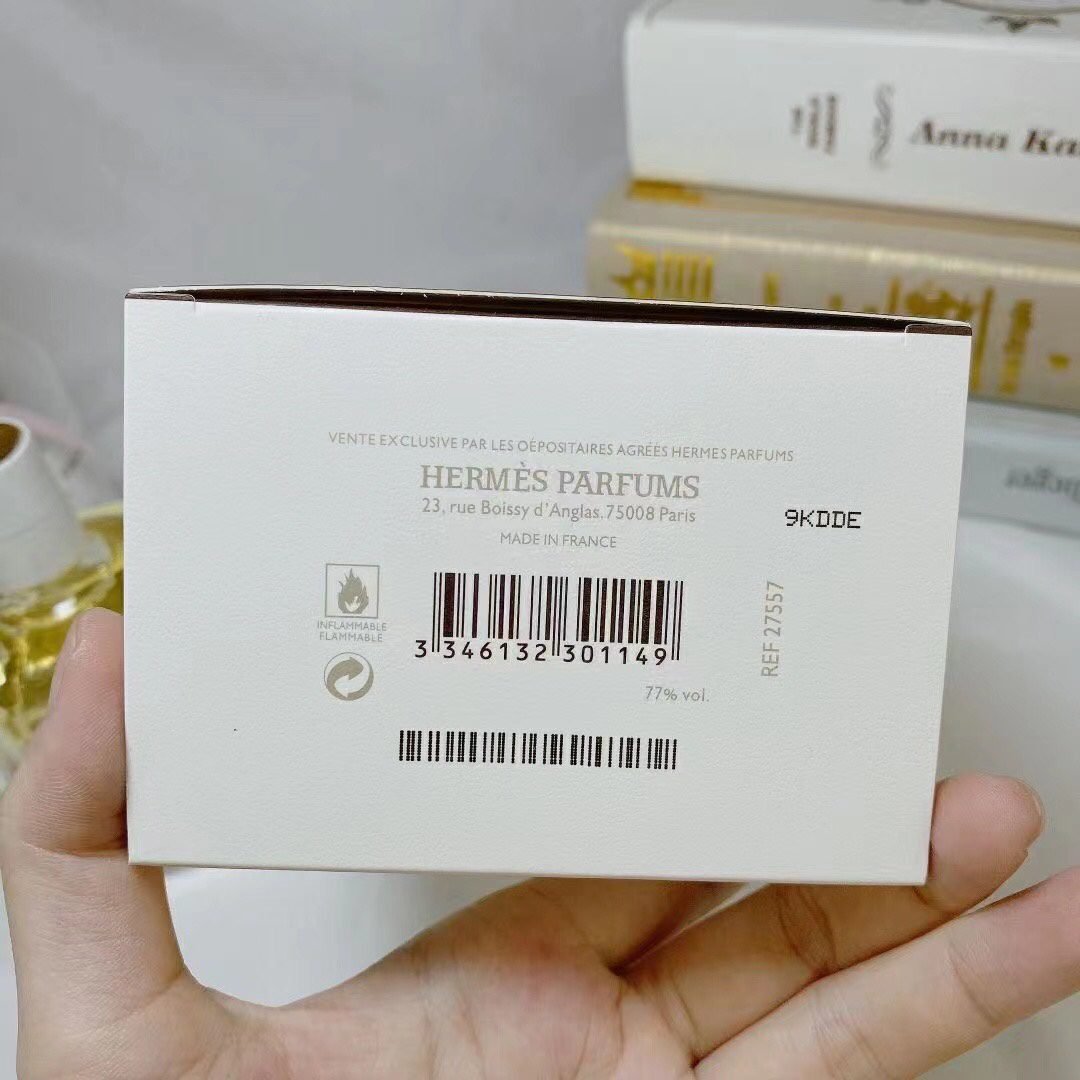 Anna Ka
VENTE EXCLUSIVE PAR LES OÉPOSITAIRES AGRÉÉS HERMES PARFUMS
HERMÈS PARFUMS
23, rue Boissy d'Anglas.75008 Paris
MADE IN FRANCE
9KDDE
INFLAMMABLE
FLAMMABLE
3 346132 301149
REF 27557
77% vol.